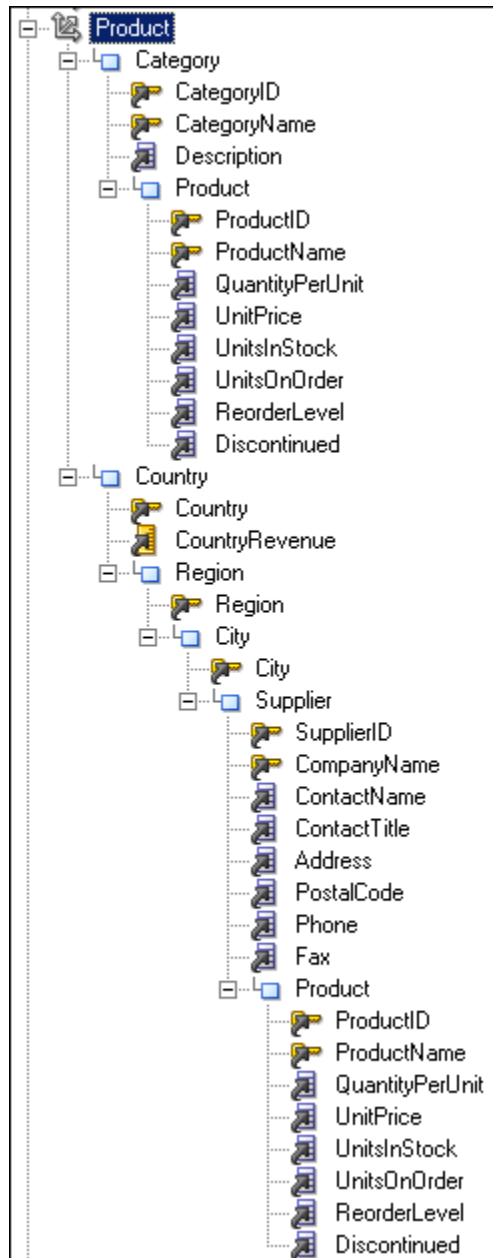 Product
Category
CategoryID
CategoryName
Description
Product
ProductID
ProductName
QuantityPerUnit
UnitPrice
UnitsInStock
UnitsOnOrder
ReorderLevel
Discontinued
Country
Country
CountryRevenue
Region
Region
City
City
Supplier
SupplierID
CompanyName
ContactName
ContactTitle
Address
PostalCode
Phone
Fax
Product
ProductID
ProductName
QuantityPerUnit
UnitPrice
UnitsInStock
UnitsOnOrder
ReorderLevel
Discontinued